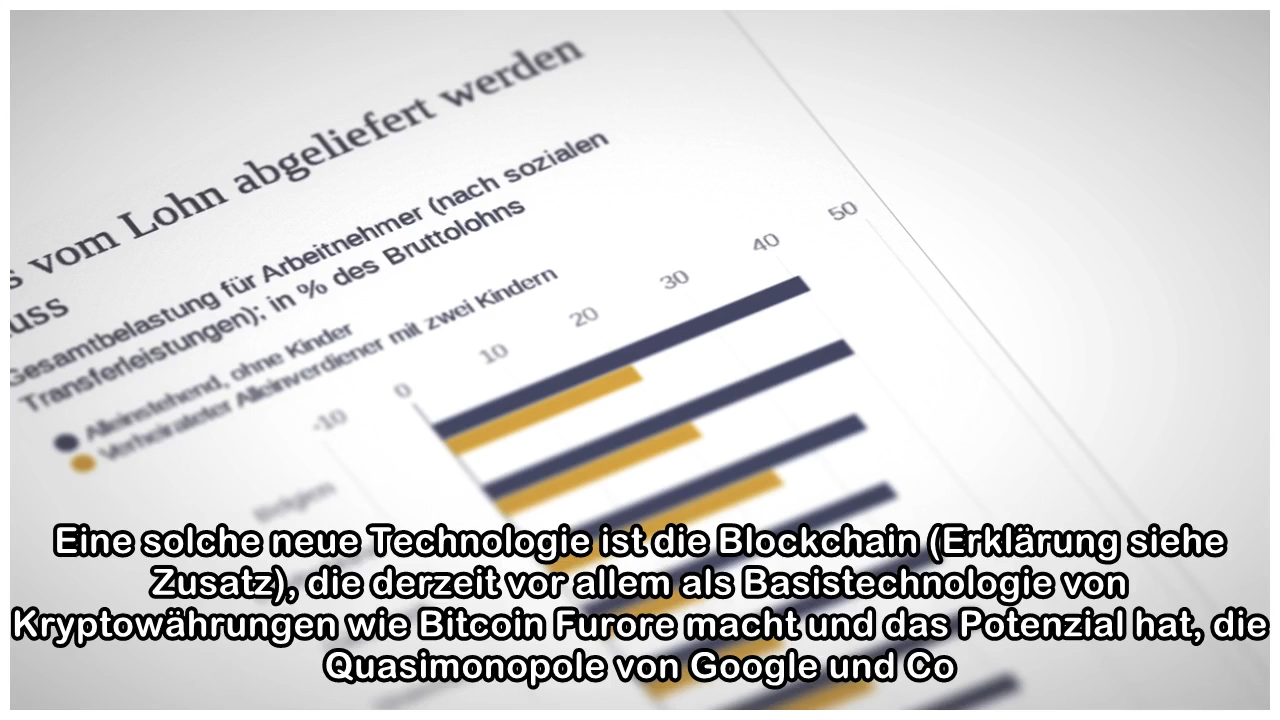 s vom Lohn abgeliefert werden
uss
Gesamtbelastung für Arbeitnehmer (nach sozialen
Transferleistungen); in % des Bruttolohns
Alleinstehend, ohne Kinder
Verheirateter Alleinverdiener mit zwei Kindern
-10 0 10 20 30 40 50
Belgien
Eine solche neue Technologie ist die Blockchain (Erklärung siehe
Zusatz), die derzeit vor allem als Basistechnologie von
Kryptowährungen wie Bitcoin Furore macht und das Potenzial hat, die
Quasimonopole von Google und Co